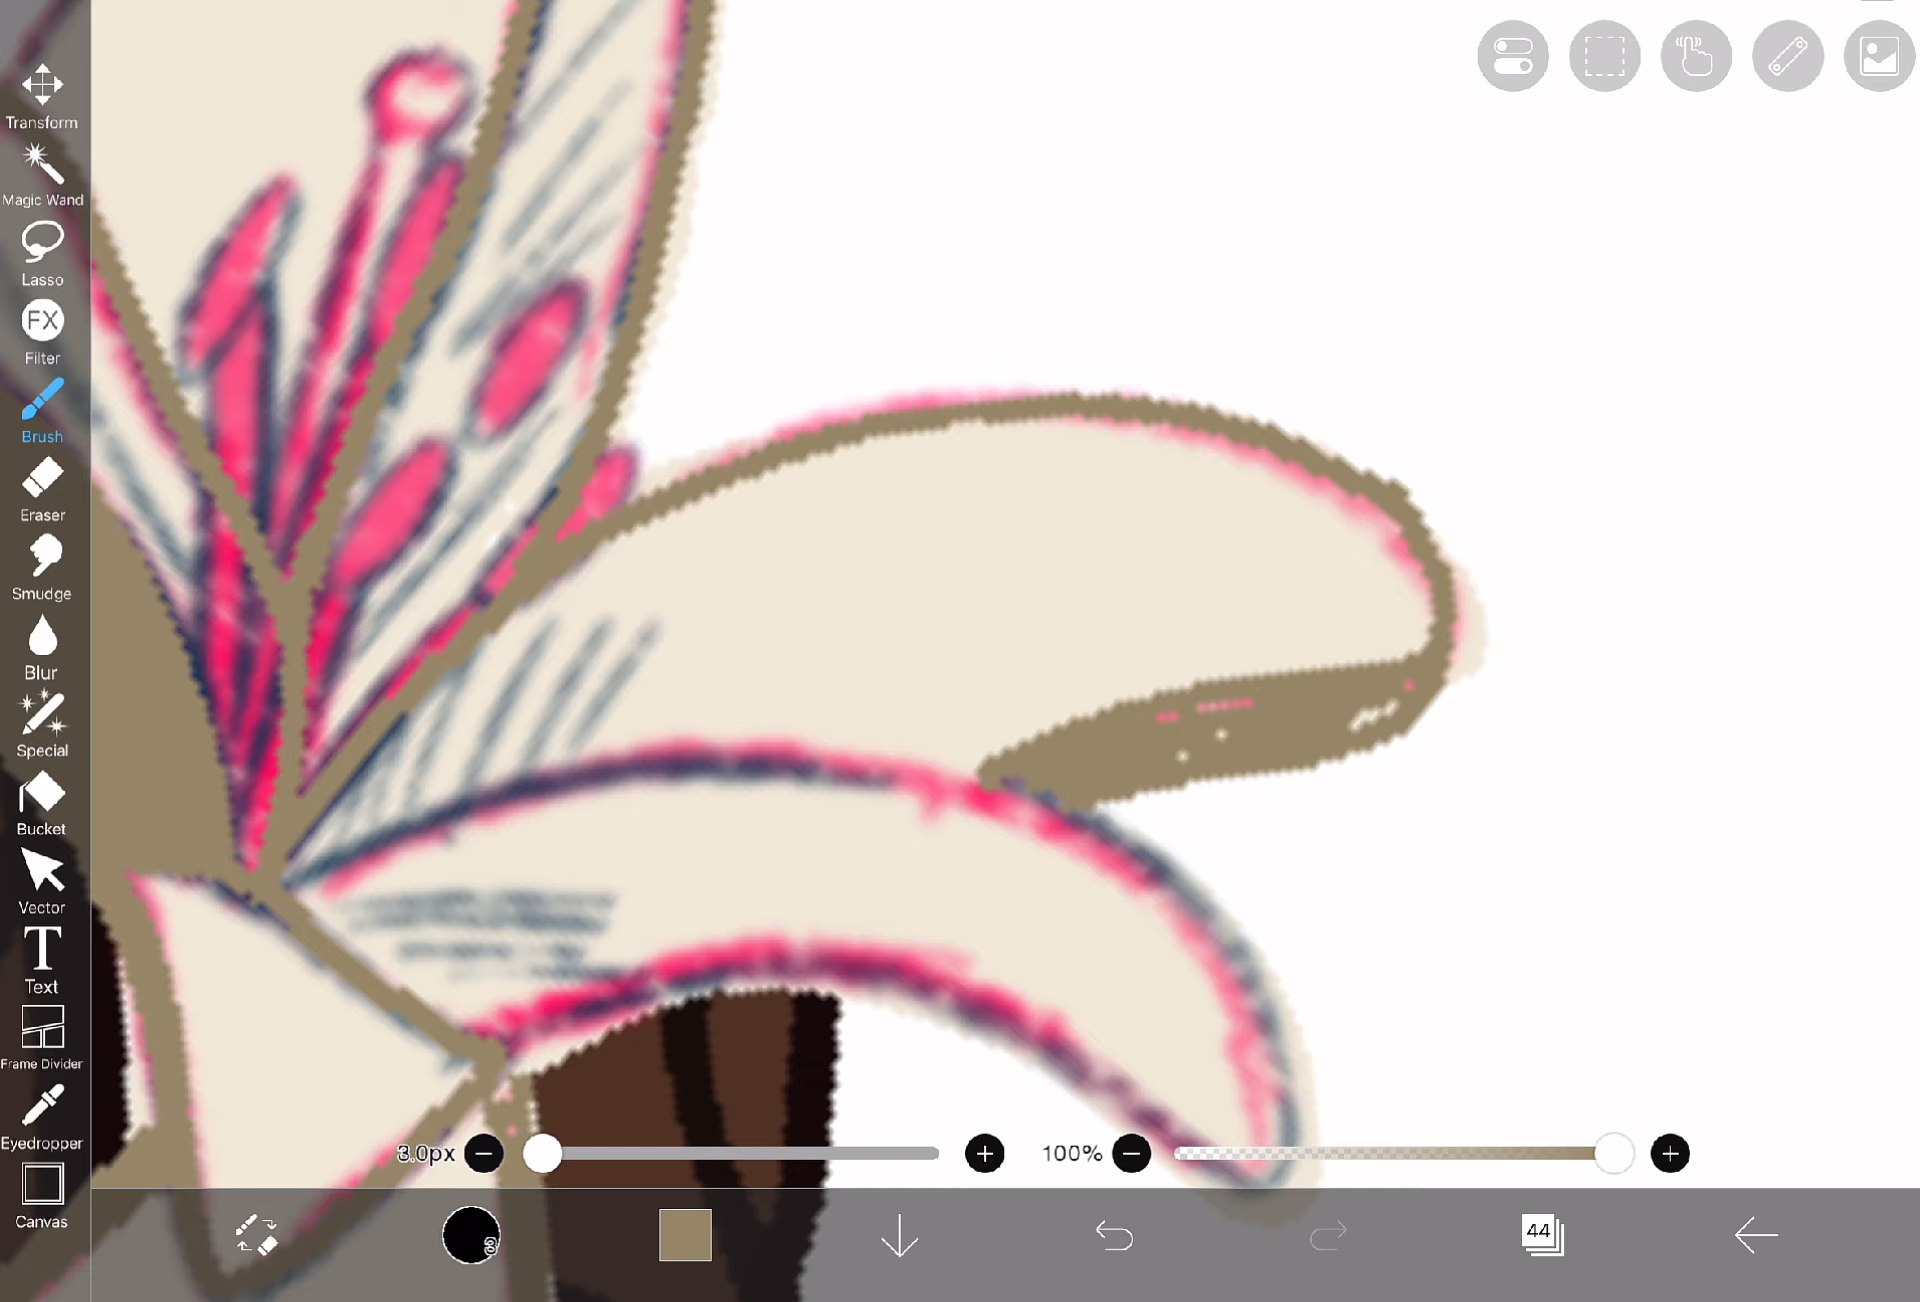 Transform
Magic Wand
Lasso
FX
Filter
Brush
Eraser
Smudge
Blur
Special
Bucket
Vector
T
Text
Frame Divider
Eyedropper
Canvas
3.0px
100%
3
44